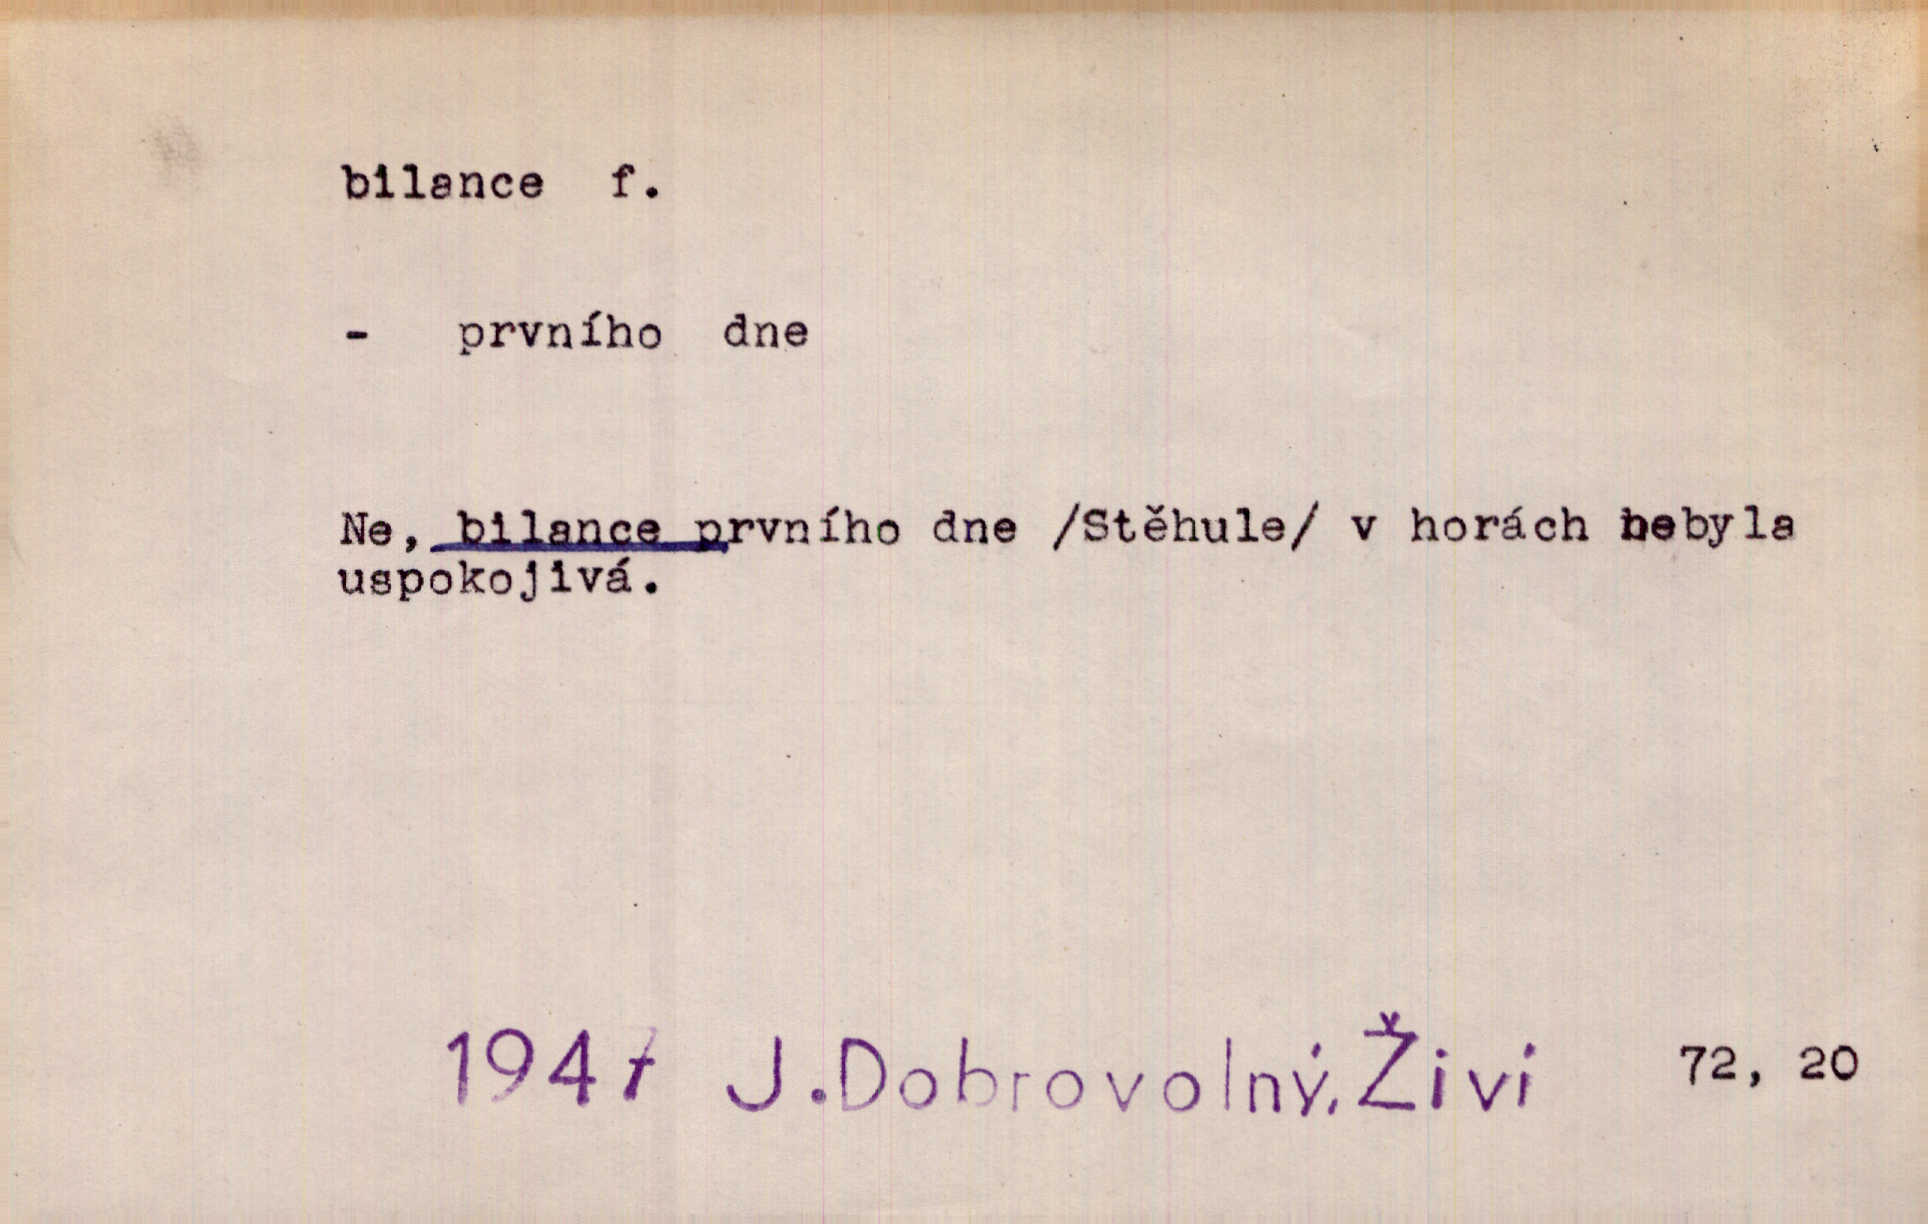 bilance f.
- prvního dne
Ne, bilance prvního dne /Stěhule/ v horách nebyla
uspokojivá.
1947 J. Dobrovolný, Živi 72, 20